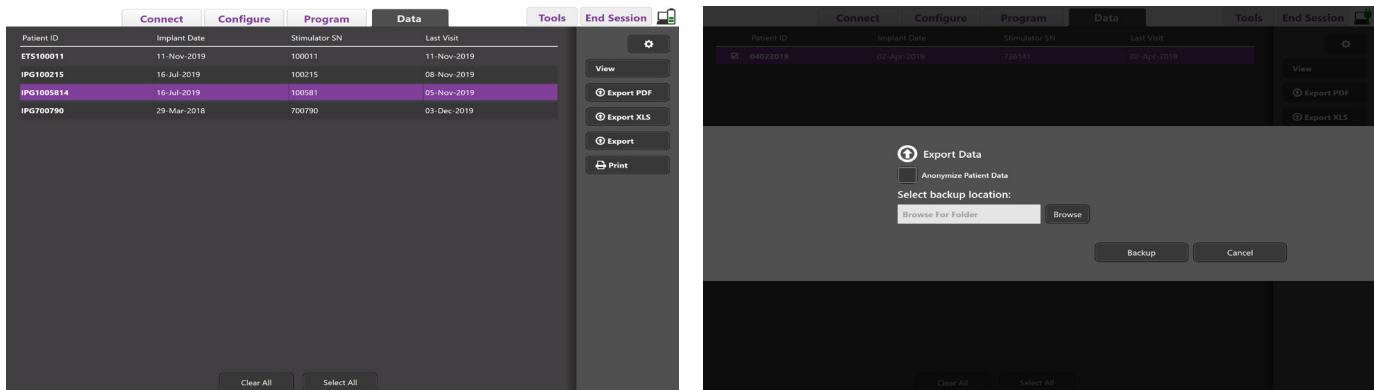 Connect Configure Program Data Tools End Session
Patient ID Implant Date Stimulator SN Last Visit
ETS100011 11-Nov-2019 100011 11-Nov-2019
IPG100215 16-Jul-2019 100215 08-Nov-2019
IPG1005814 16-Jul-2019 100581 05-Nov-2019
IPG700790 29-Mar-2018 700790 03-Dec-2019
View
Export PDF
Export XLS
Export
Print
Clear All Select All
Connect Configure Program Data Tools End Session
Patient ID Implant Date Stimulator SN Last Visit
04022019 02-Apr-2019 736141 02-Apr-2019
View
Export PDF
Export XLS
Export Data
Anonymize Patient Data
Select backup location:
Browse For Folder Browse
Backup Cancel
Clear All Select All